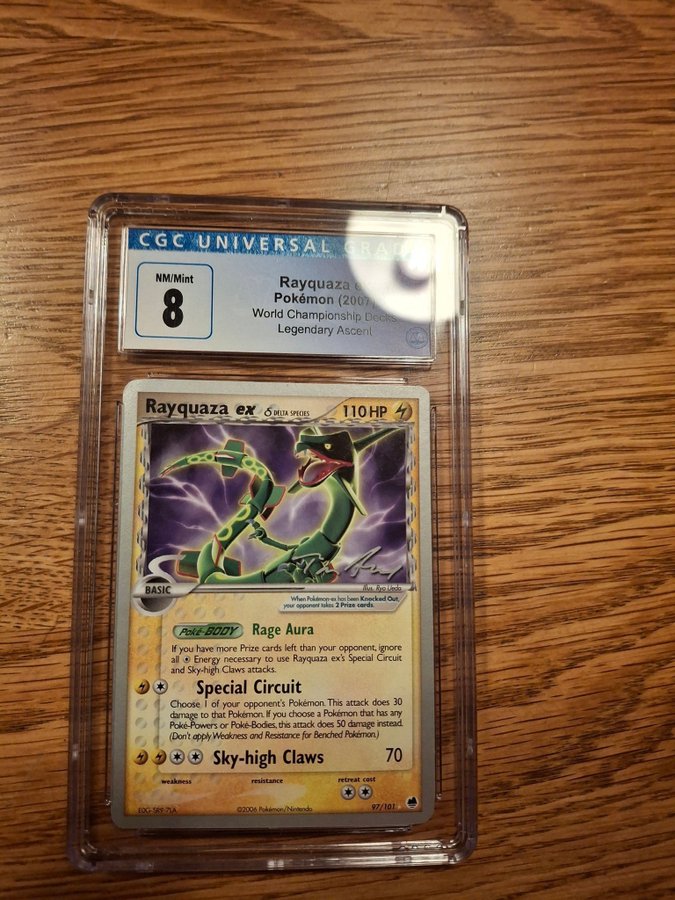 CGC UNIVERSAL GRADE
NM/Mint
8
Rayquaza ex
Pokémon (2007)
World Championship Decks
Legendary Ascent
Rayquaza ex δ DELTA SPECIES 110 HP
BASIC
Illus. Ryo Ueda
When Pokémon-ex has been Knocked Out,
your opponent takes 2 Prize cards.
Poké-BODY Rage Aura
If you have more Prize cards left than your opponent, ignore
all Energy necessary to use Rayquaza ex's Special Circuit
and Sky-high Claws attacks.
Special Circuit
Choose 1 of your opponent's Pokémon. This attack does 30
damage to that Pokémon. If you choose a Pokémon that has any
Poké-Powers or Poké-Bodies, this attack does 50 damage instead.
(Don't apply Weakness and Resistance for Benched Pokémon.)
Sky-high Claws 70
weakness resistance retreat cost
©2006 Pokémon/Nintendo 97/101